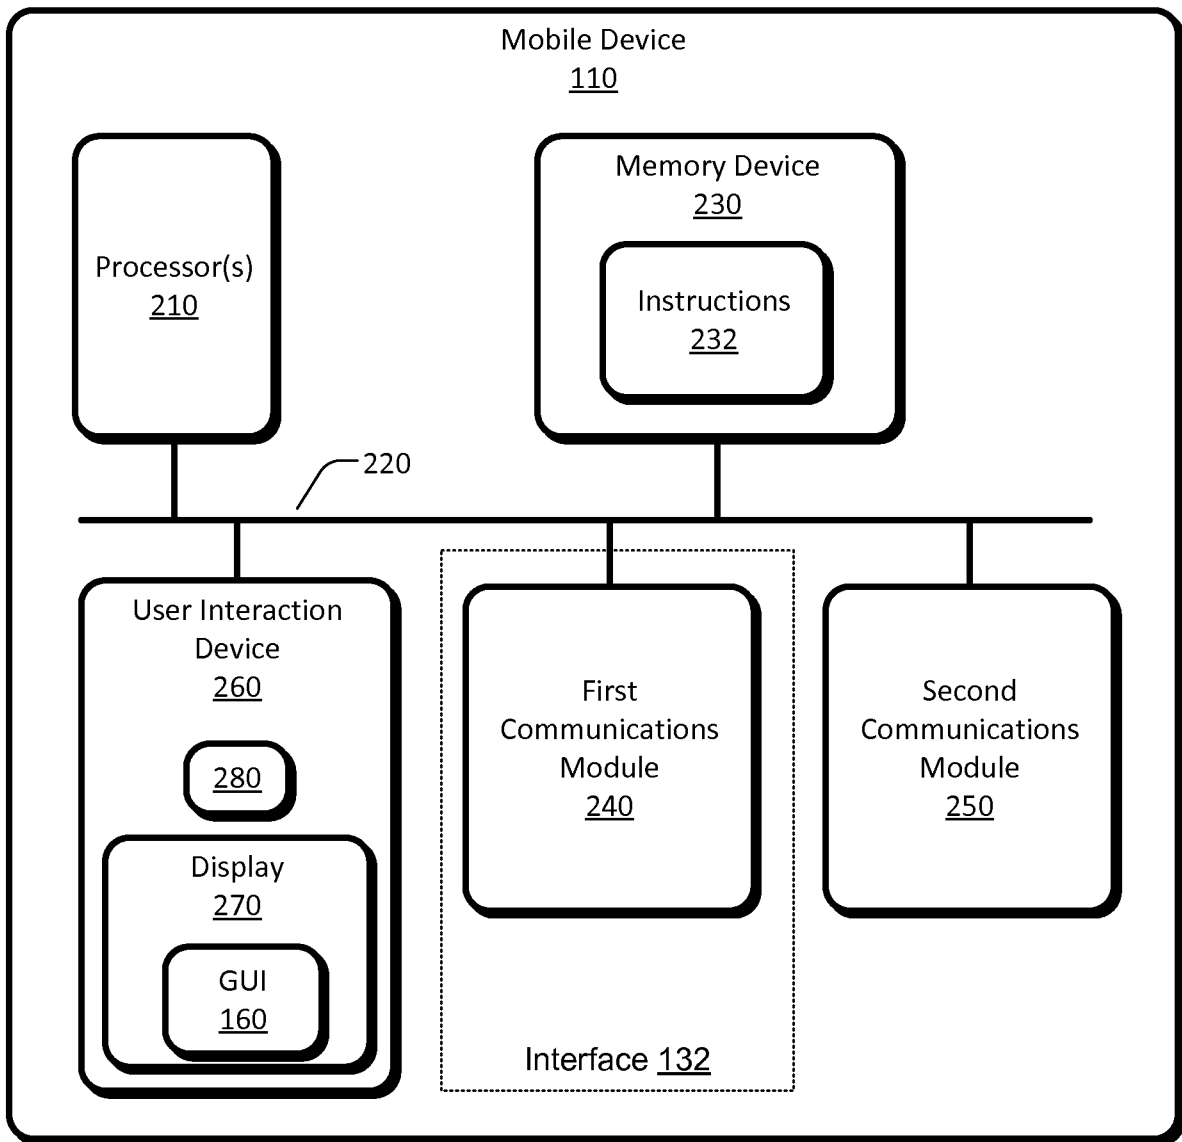 Mobile Device
110
Processor(s)
210
Memory Device
230
Instructions
232
220
User Interaction
Device
260
280
Display
270
GUI
160
First
Communications
Module
240
Interface 132
Second
Communications
Module
250